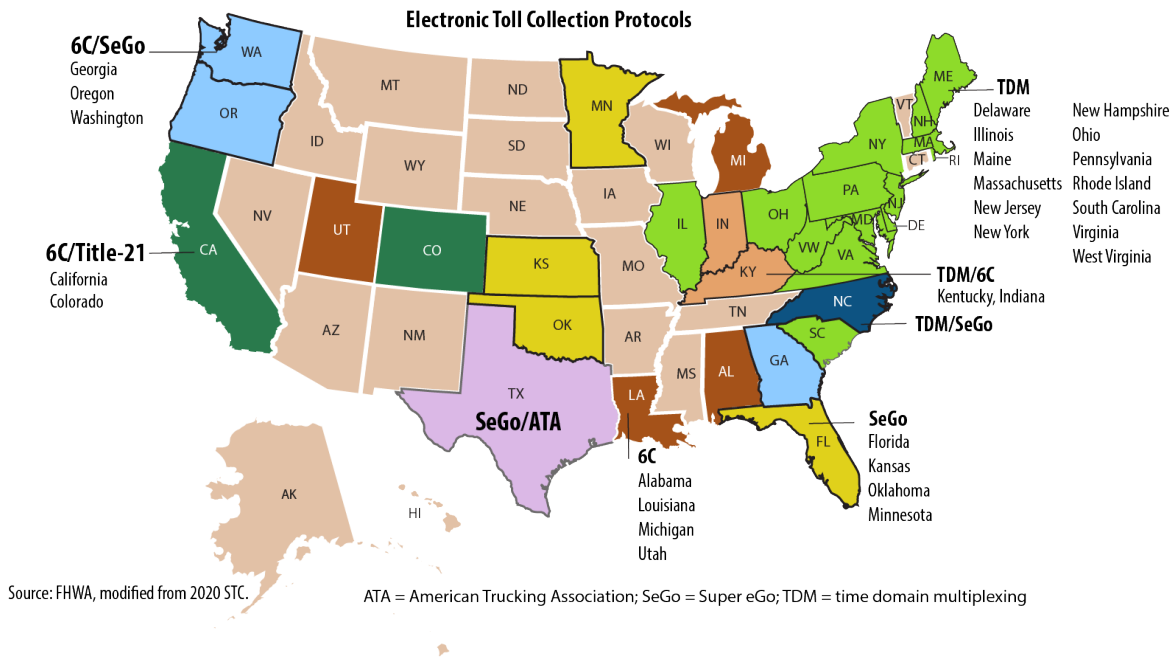 Electronic Toll Collection Protocols
6C/SeGo
Georgia
Oregon
Washington
6C/Title-21
California
Colorado
WA
OR
CA
MT
ID
WY
NV
UT
CO
AZ
NM
ND
SD
NE
KS
OK
TX
SeGo/ATA
MN
IA
MO
AR
LA
WI
IL
MI
IN
OH
KY
TN
MS
AL
GA
FL
SC
NC
VA
VW
MD
DE
PA
NJ
NY
CT
RI
MA
VT
NH
ME
AK
HI
TDM
Delaware
Illinois
Maine
Massachusetts
New Jersey
New York
New Hampshire
Ohio
Pennsylvania
Rhode Island
South Carolina
Virginia
West Virginia
TDM/6C
Kentucky, Indiana
TDM/SeGo
SeGo
Florida
Kansas
Oklahoma
Minnesota
6C
Alabama
Louisiana
Michigan
Utah
Source: FHWA, modified from 2020 STC.
ATA = American Trucking Association; SeGo = Super eGo; TDM = time domain multiplexing